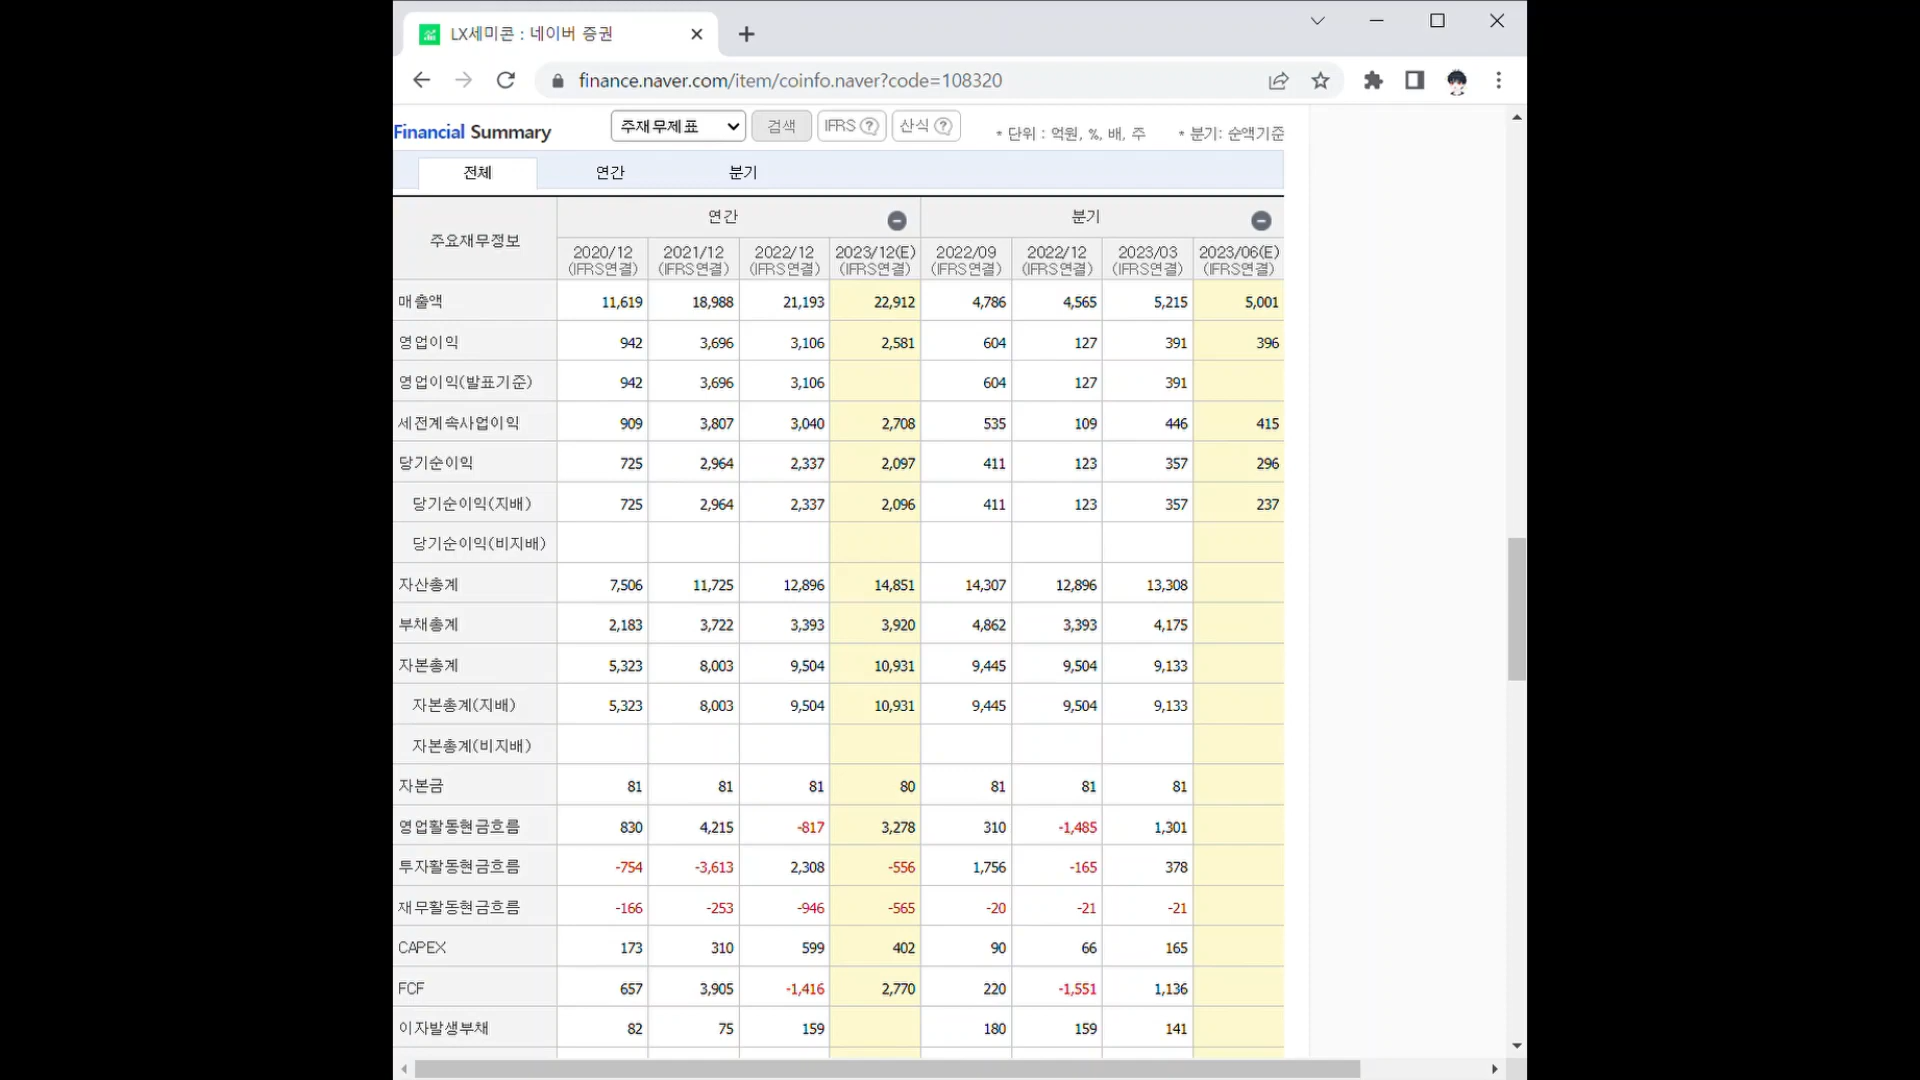 LX세미콘 : 네이버 증권
finance.naver.com/item/coinfo.naver?code=108320
Financial Summary 주재무제표 검색 IFRS ? 산식 ? * 단위 : 억원, %, 배, 주 * 분기: 순액기준
전체 연간 분기
주요재무정보 연간 분기
2020/12 2021/12 2022/12 2023/12(E) 2022/09 2022/12 2023/03 2023/06(E)
(IFRS연결) (IFRS연결) (IFRS연결) (IFRS연결) (IFRS연결) (IFRS연결) (IFRS연결) (IFRS연결)
매출액 11,619 18,988 21,193 22,912 4,786 4,565 5,215 5,001
영업이익 942 3,696 3,106 2,581 604 127 391 396
영업이익(발표기준) 942 3,696 3,106 604 127 391
세전계속사업이익 909 3,807 3,040 2,708 535 109 446 415
당기순이익 725 2,964 2,337 2,097 411 123 357 296
당기순이익(지배) 725 2,964 2,337 2,096 411 123 357 237
당기순이익(비지배)
자산총계 7,506 11,725 12,896 14,851 14,307 12,896 13,308
부채총계 2,183 3,722 3,393 3,920 4,862 3,393 4,175
자본총계 5,323 8,003 9,504 10,931 9,445 9,504 9,133
자본총계(지배) 5,323 8,003 9,504 10,931 9,445 9,504 9,133
자본총계(비지배)
자본금 81 81 81 80 81 81 81
영업활동현금흐름 830 4,215 -817 3,278 310 -1,485 1,301
투자활동현금흐름 -754 -3,613 2,308 -556 1,756 -165 378
재무활동현금흐름 -166 -253 -946 -565 -20 -21 -21
CAPEX 173 310 599 402 90 66 165
FCF 657 3,905 -1,416 2,770 220 -1,551 1,136
이자발생부채 82 75 159 180 159 141